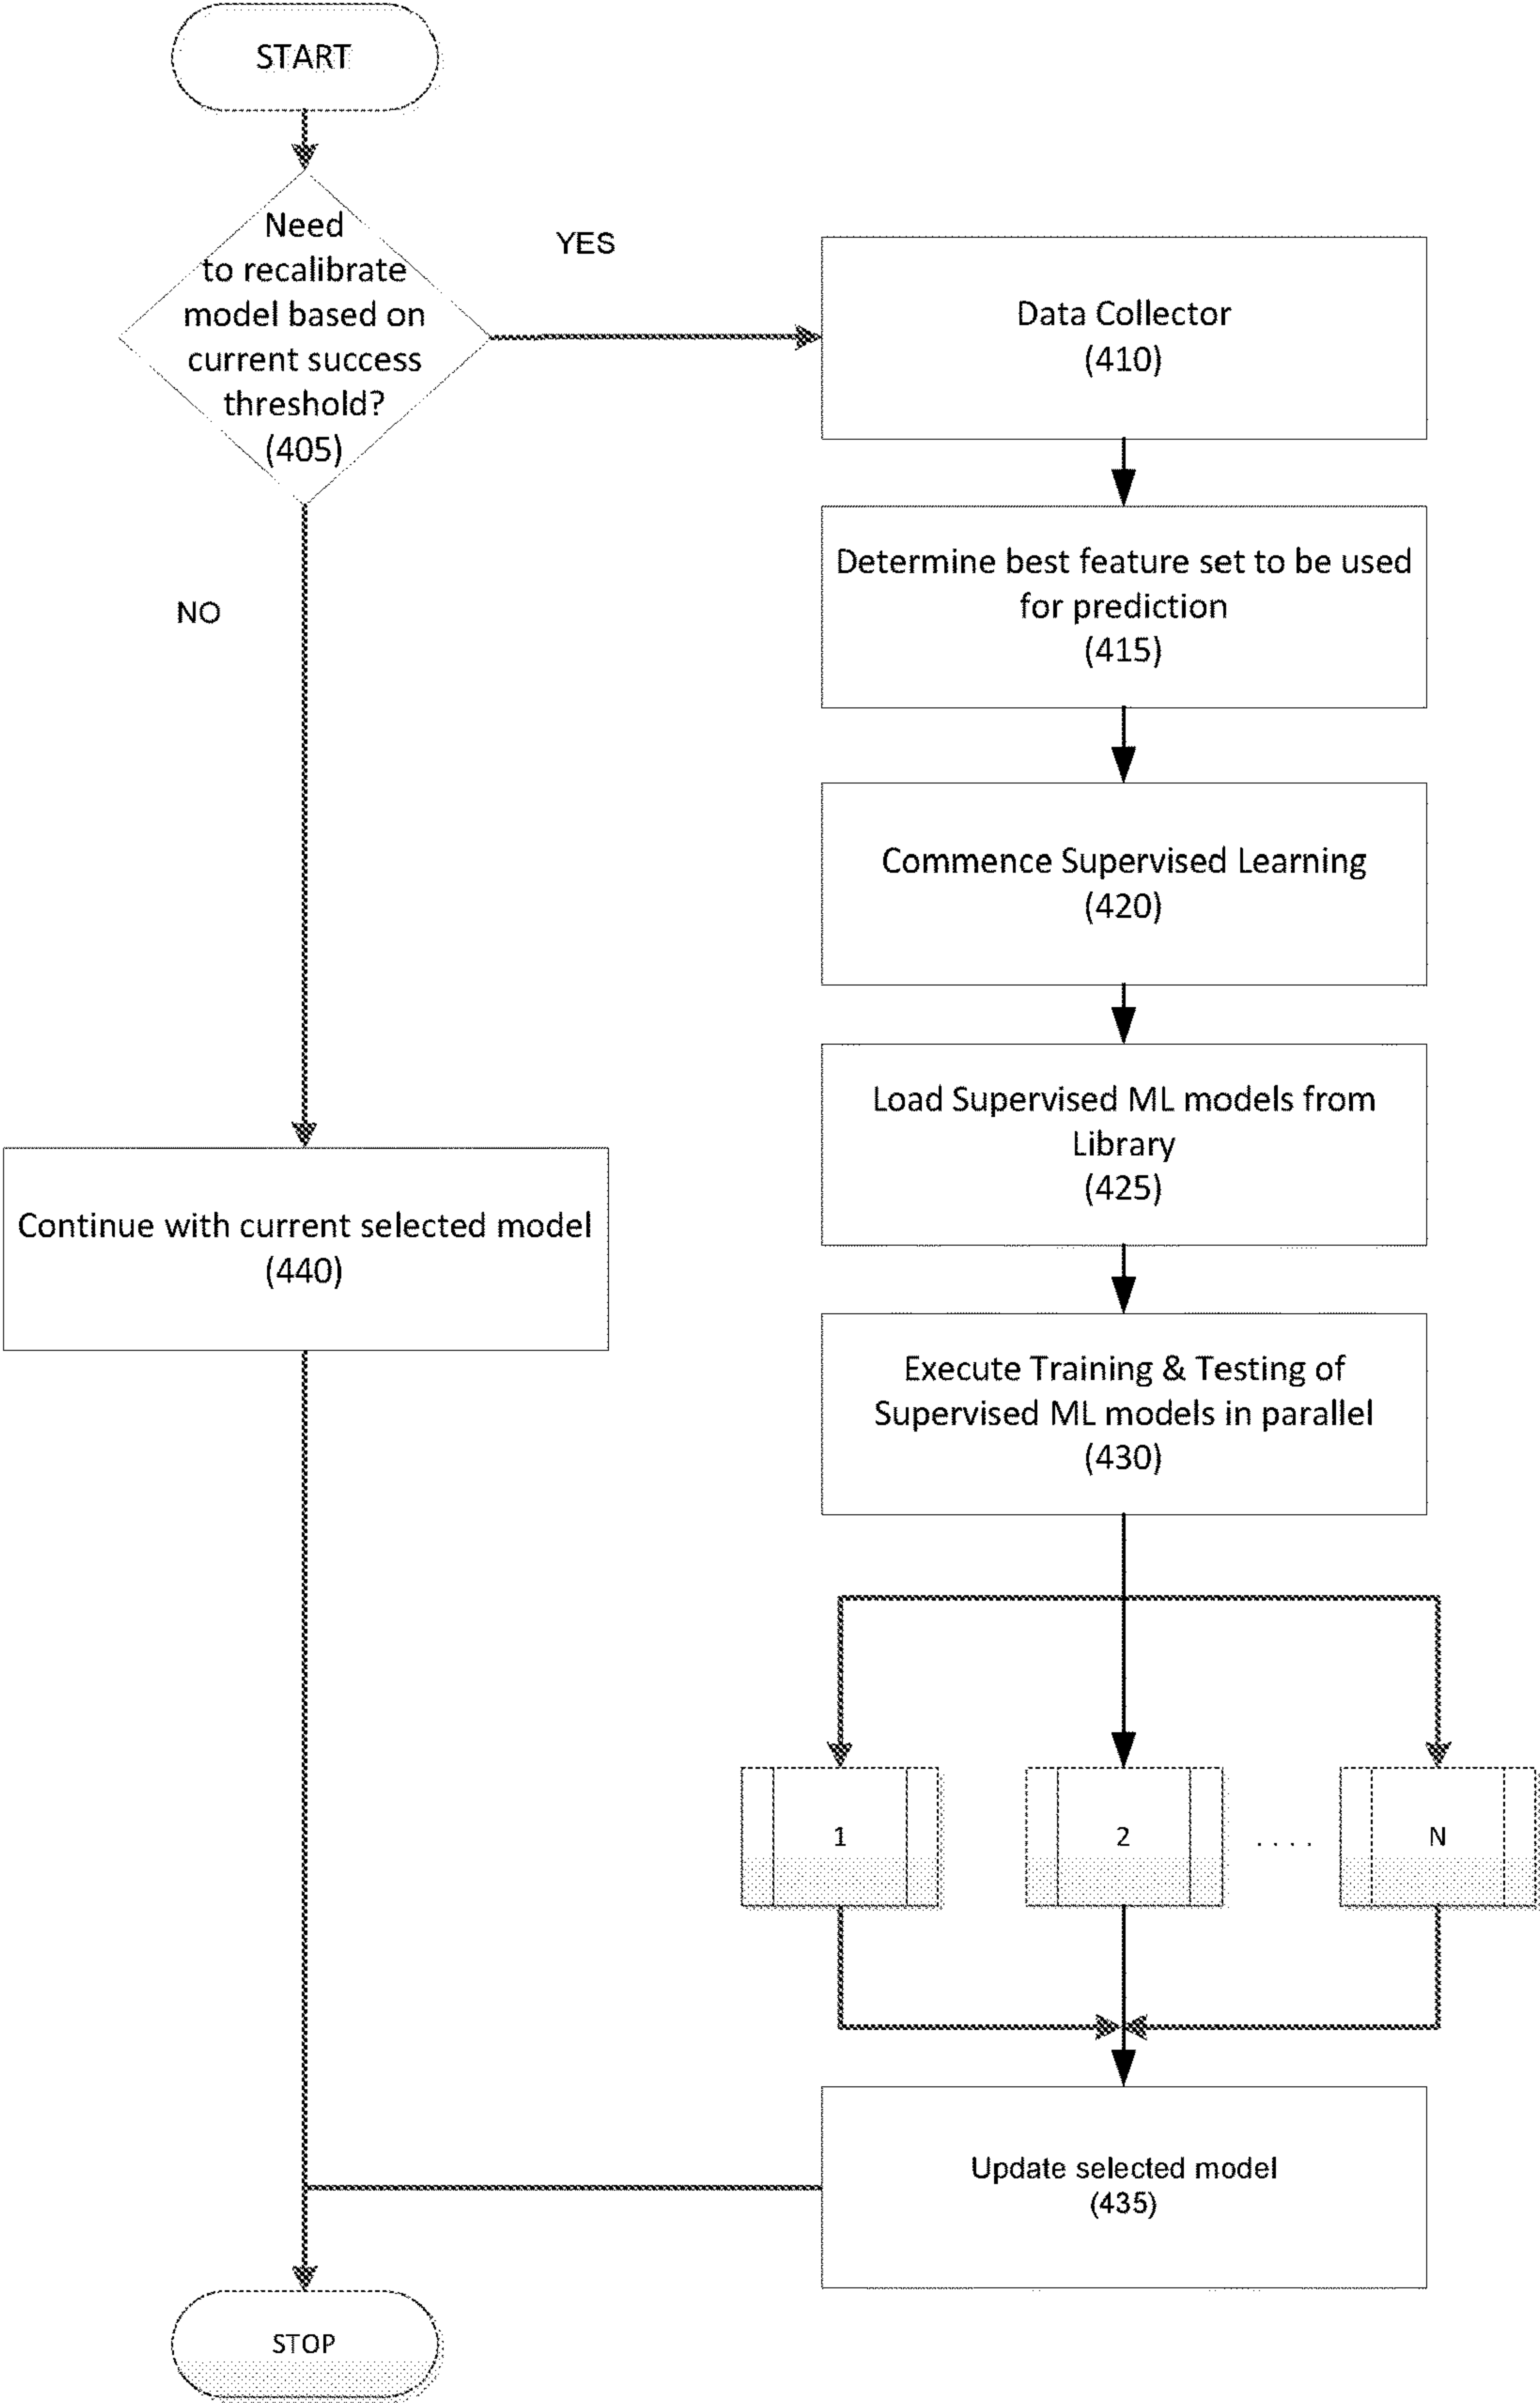 START
Need
to recalibrate
model based on
current success
threshold?
(405)
YES
NO
Data Collector
(410)
Determine best feature set to be used
for prediction
(415)
Commence Supervised Learning
(420)
Load Supervised ML models from
Library
(425)
Continue with current selected model
(440)
Execute Training & Testing of
Supervised ML models in parallel
(430)
1
2
. . . .
N
Update selected model
(435)
STOP